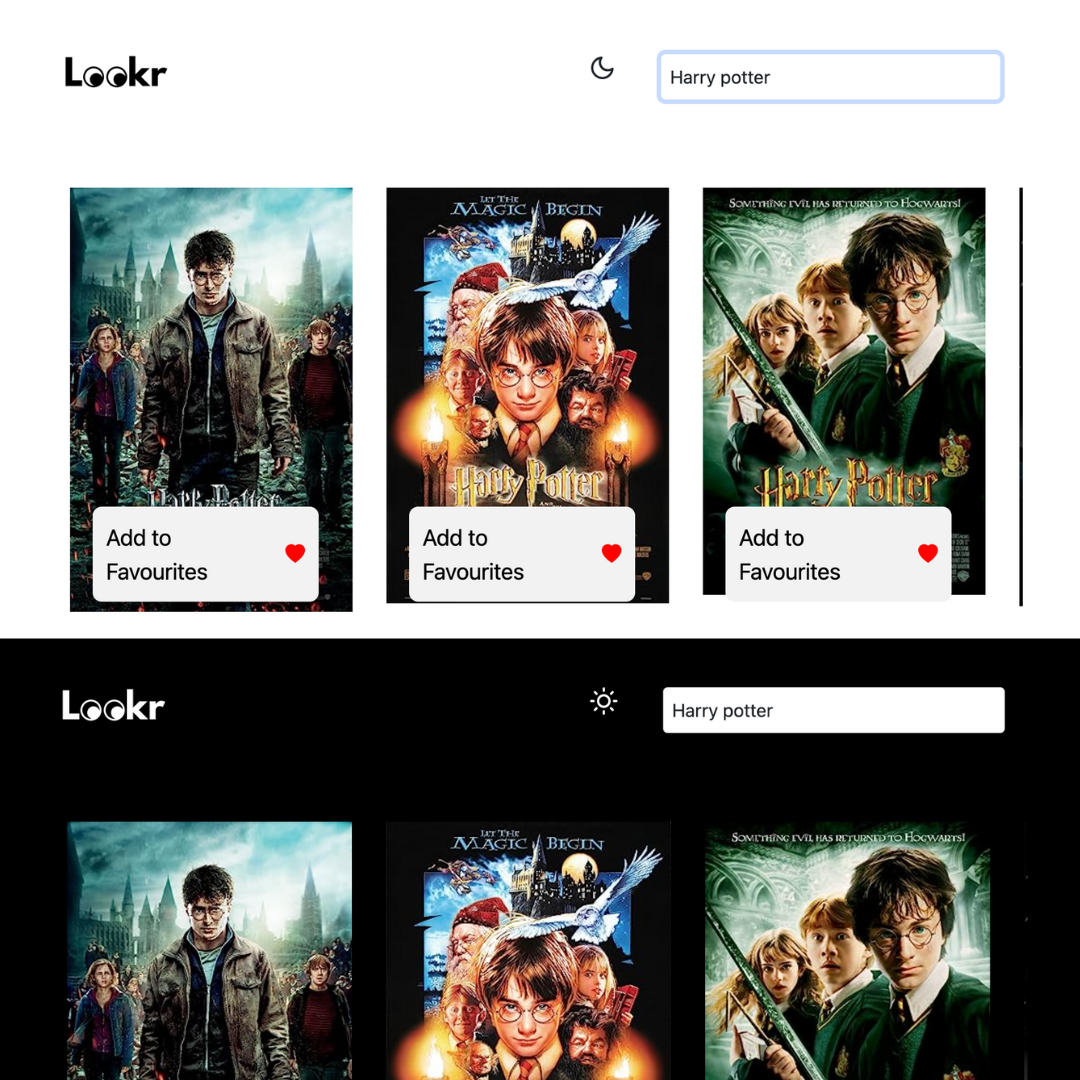 Lookr
Harry potter
LET THE
MAGIC BEGIN
SOMETHING EVIL HAS RETURNED TO HOGWARTS!
Harry Potter
Harry Potter
AND
Harry Potter
Add to
Favourites
Add to
Favourites
Add to
Favourites
Lookr
Harry potter
LET THE
MAGIC BEGIN
SOMETHING EVIL HAS RETURNED TO HOGWARTS!